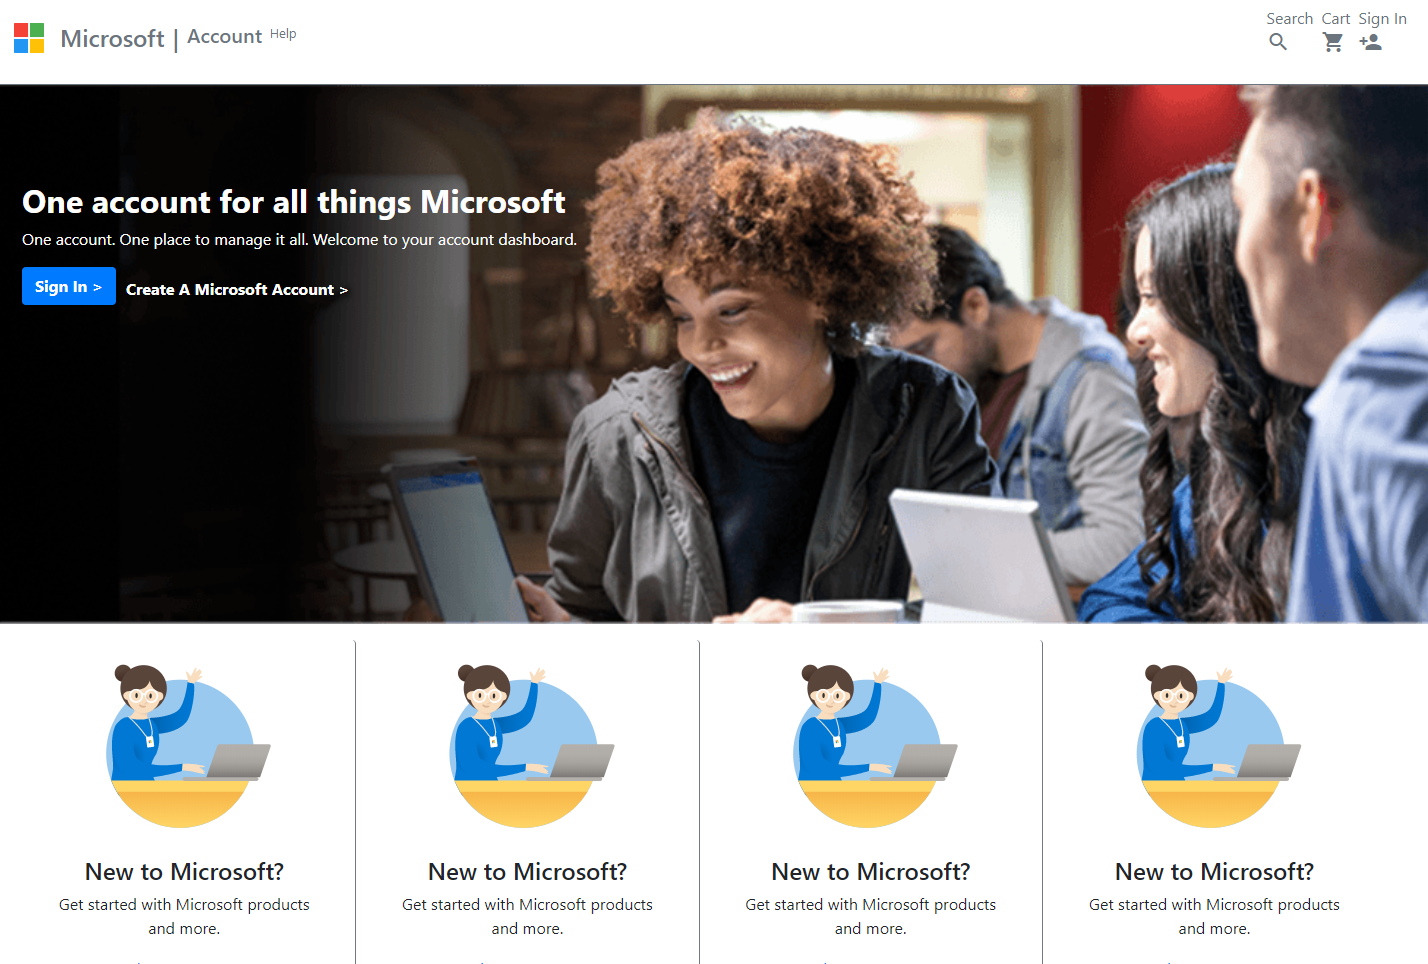 Microsoft | Account Help
Search Cart Sign In
One account for all things Microsoft
One account. One place to manage it all. Welcome to your account dashboard.
Sign In >
Create A Microsoft Account >
New to Microsoft?
Get started with Microsoft products
and more.
New to Microsoft?
Get started with Microsoft products
and more.
New to Microsoft?
Get started with Microsoft products
and more.
New to Microsoft?
Get started with Microsoft products
and more.